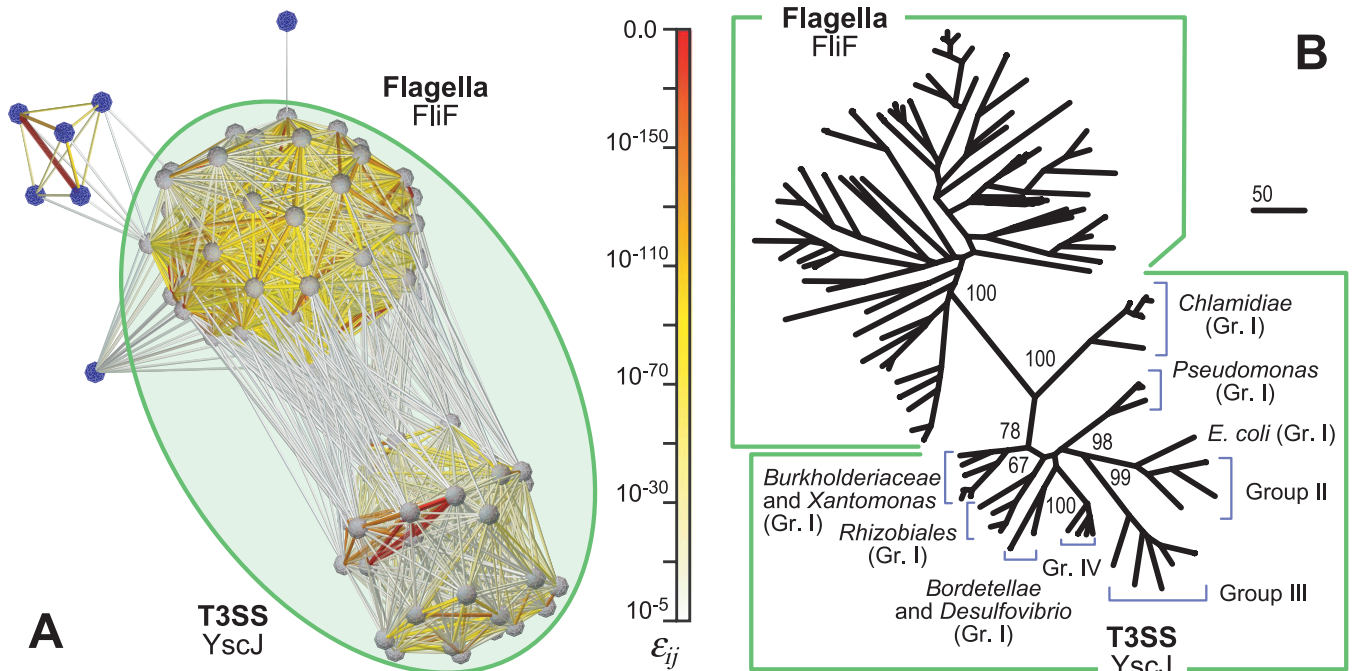 Flagella
FliF
T3SS
YscJ
A
0.0
10-150
10-110
10-70
10-30
10-5
εij
Flagella
FliF
B
50
100
100
Chlamidiae
(Gr. I)
Pseudomonas
(Gr. I)
78
98
E. coli (Gr. I)
67
99
Group II
Burkholderiaceae
and Xantomonas
(Gr. I)
100
Rhizobiales
(Gr. I)
Gr. IV
Bordetellae
and Desulfovibrio
(Gr. I)
Group III
T3SS
YscJ